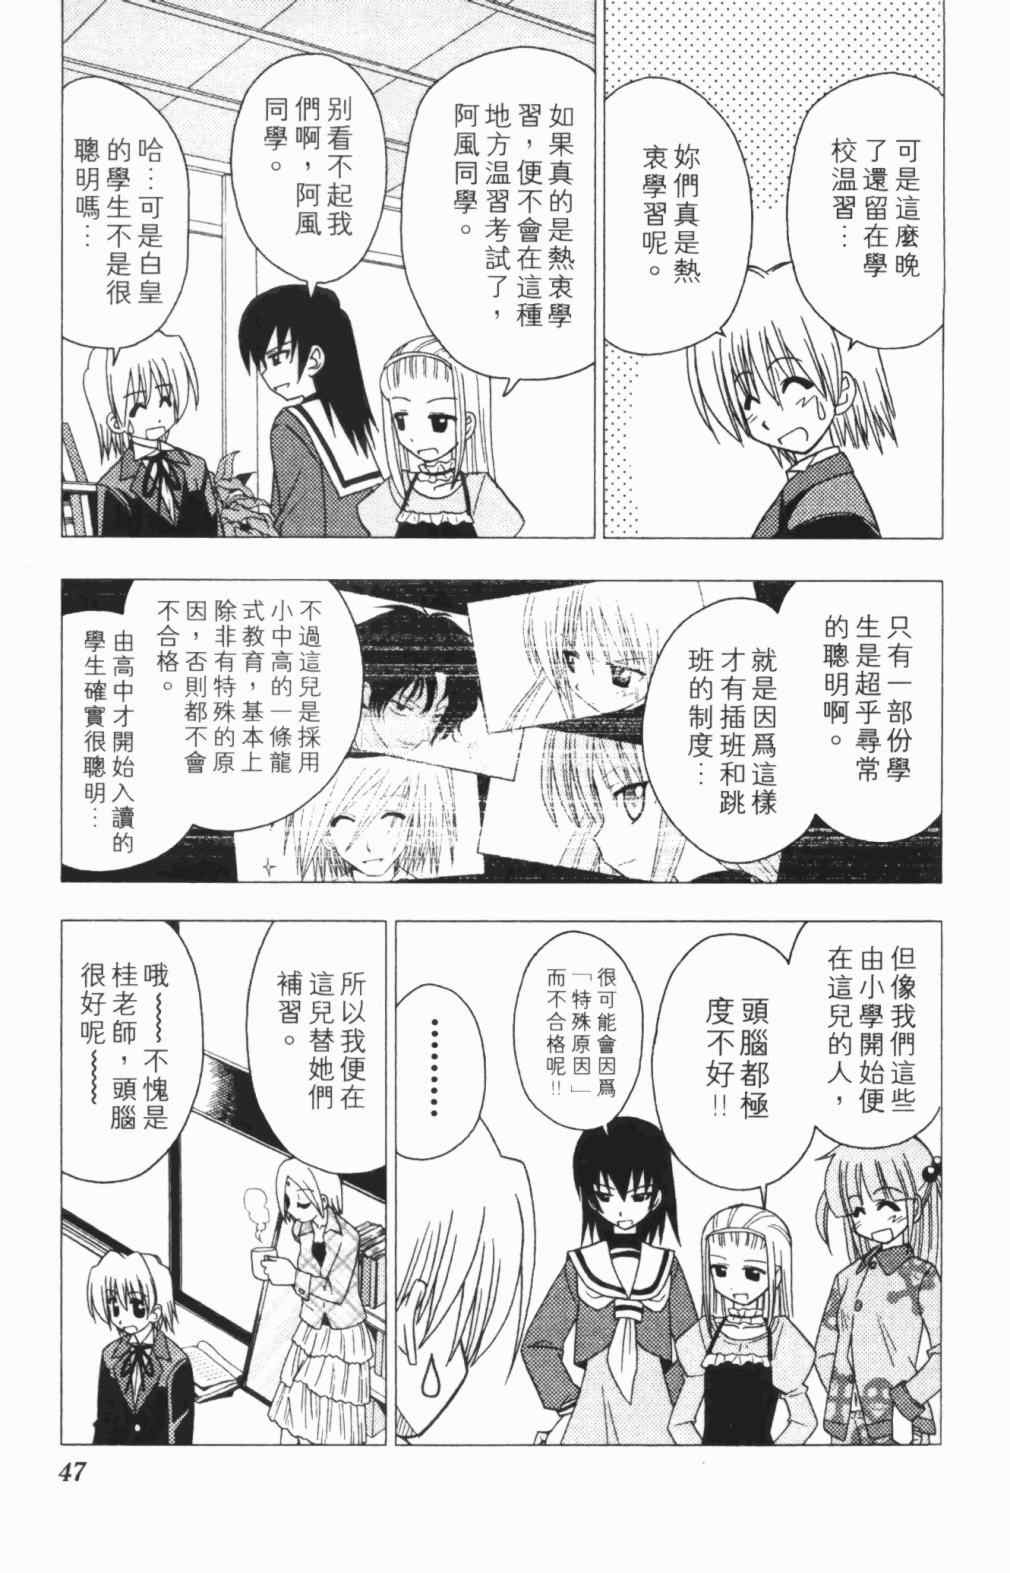 可是這麼晚
了還留在學
校溫習…
妳們真是熱
衷學習呢。
如果真的是熱衷學
習，便不會在這種
地方溫習考試了，
阿風同學。
別看不起我
們啊，阿風
同學。
哈…可是白皇
的學生不是很
聰明嗎…
只有一部份學
生是超乎尋常
的聰明啊。
就是因爲這樣
才有插班和跳
班的制度…
不過這兒是採用
小中高的一條龍
式教育，基本上
除非有特殊的原
因，否則都不會
不合格。
由高中才開始入讀的
學生確實很聰明…
但像我們這些
由小學開始便
在這兒的人，
頭腦都極
度不好!!
很可能會因爲
「特殊原因」
而不合格呢!!
………
所以我便在
這兒替她們
補習。
哦~~~不愧是
桂老師，頭腦
很好呢~~~
47